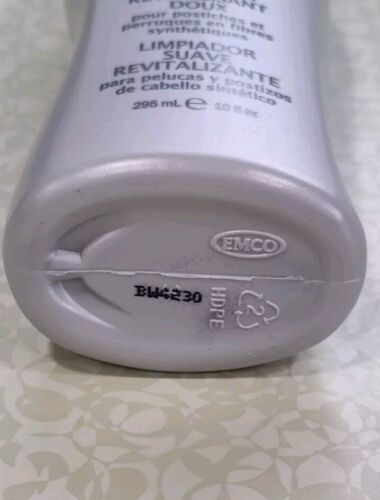 DOUX
pour postiches et
perruques en fibres
synthétiques
LIMPIADOR
SUAVE
REVITALIZANTE
para pelucas y postizos
de cabello sintético
295 mL e 10 fl oz
EMCO
BW4230
2
HDPE